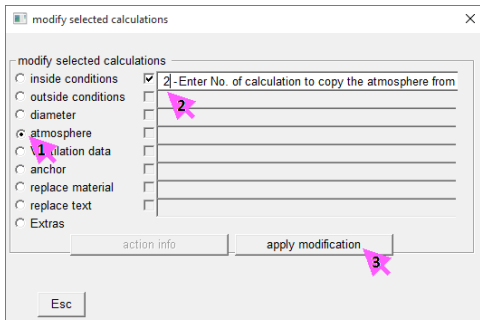 modify selected calculations
modify selected calculations
inside conditions 2 - Enter No. of calculation to copy the atmosphere from
outside conditions 2
diameter
atmosphere
1 Ventilation data
anchor
replace material
replace text
Extras
action info apply modification
3
Esc